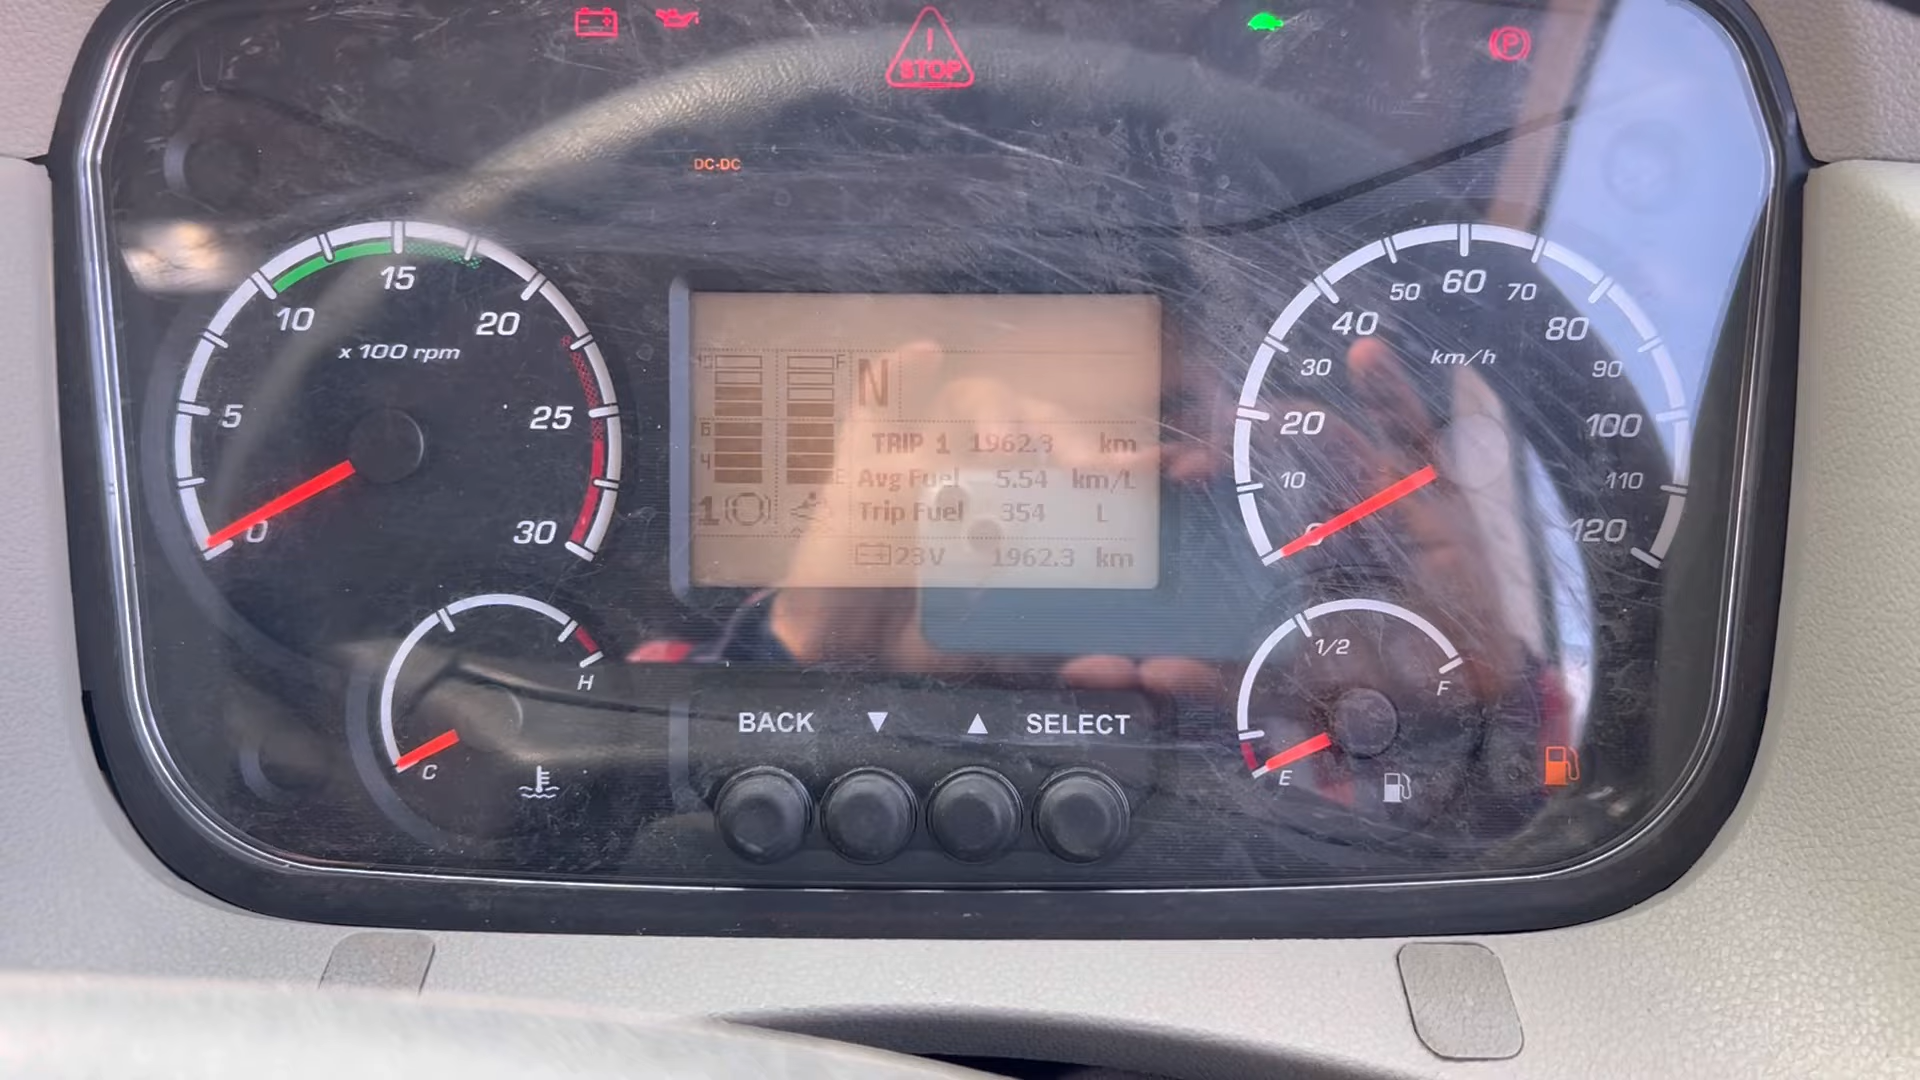 STOP
P
DC-DC
5
10
15
20
25
30
0
x 100 rpm
10
20
30
40
50
60
70
80
90
100
110
120
km/h
N
F
E
TRIP 1 1962.3 km
Avg Fuel 5.54 km/L
Trip Fuel 354 L
1
28V 1962.3 km
C
H
E
1/2
F
BACK ▼ ▲ SELECT